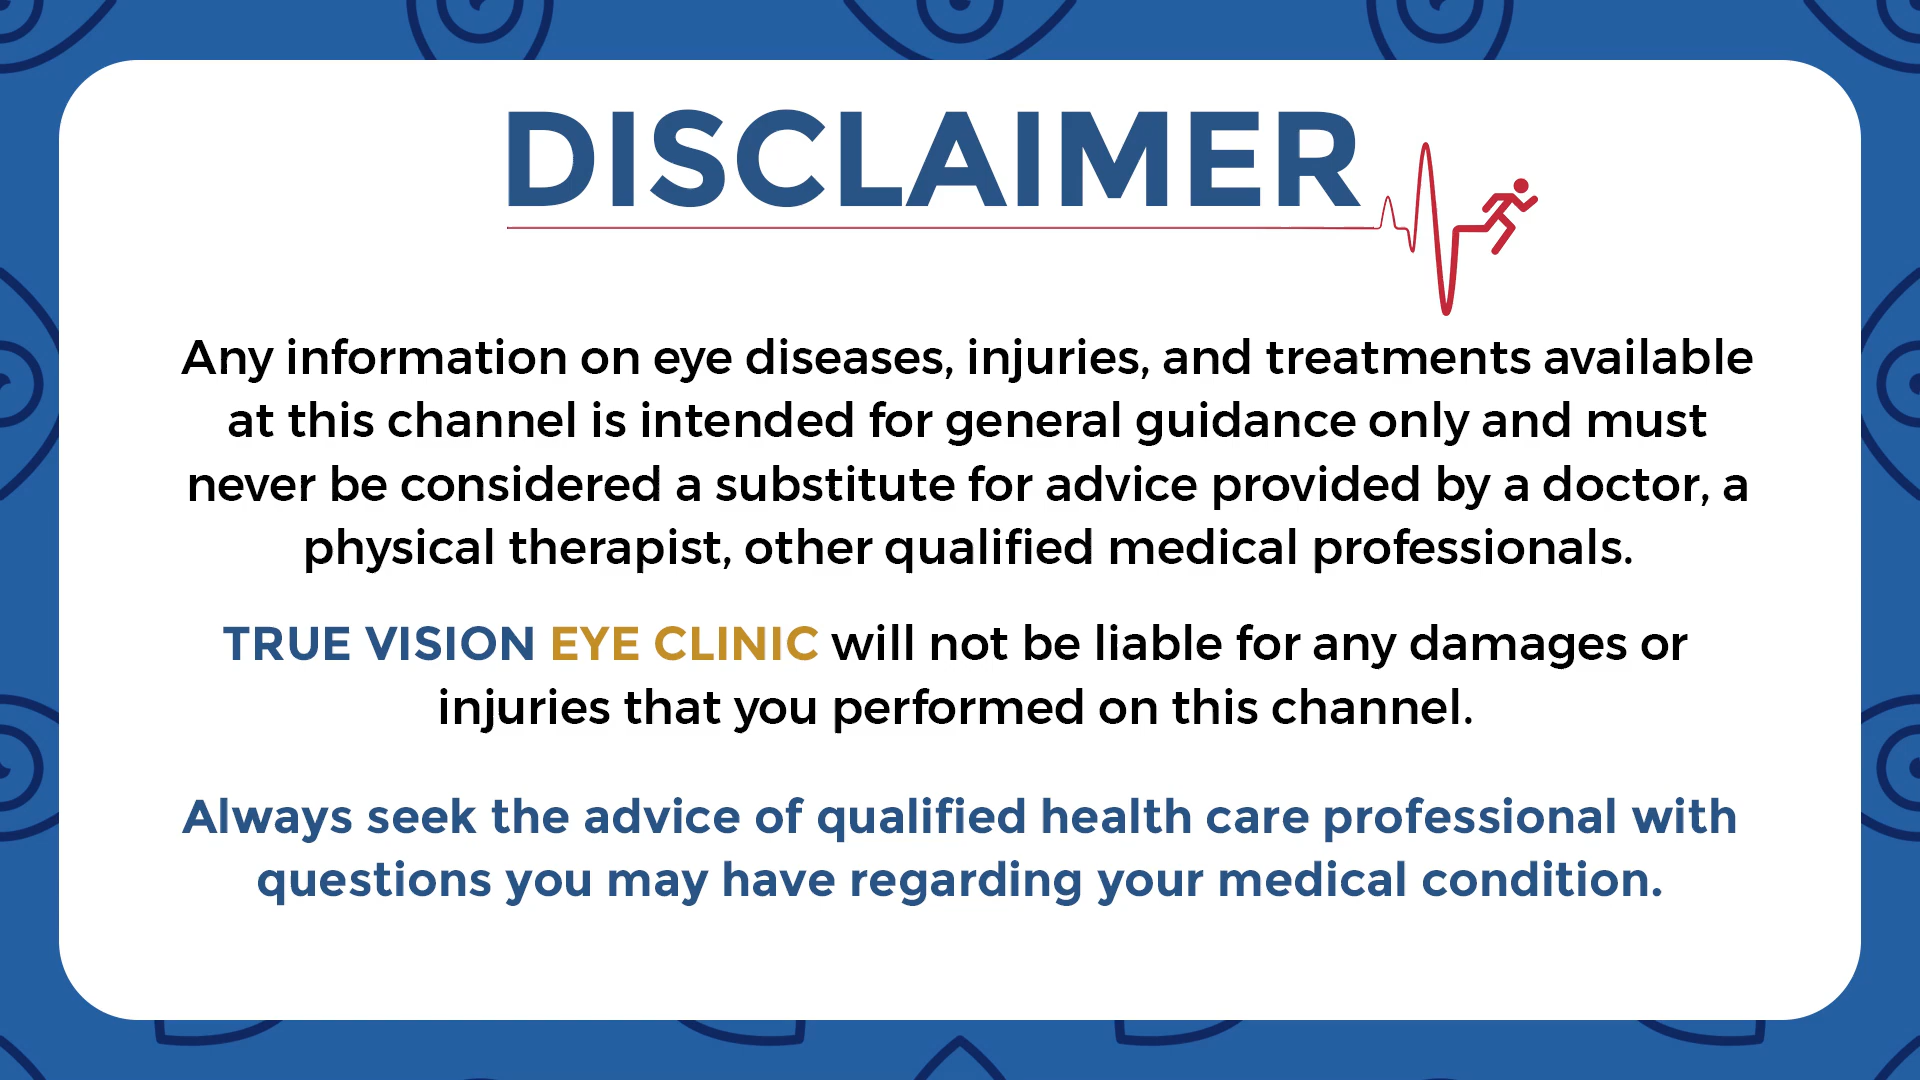 DISCLAIMER
Any information on eye diseases, injuries, and treatments available
at this channel is intended for general guidance only and must
never be considered a substitute for advice provided by a doctor, a
physical therapist, other qualified medical professionals.
TRUE VISION EYE CLINIC will not be liable for any damages or
injuries that you performed on this channel.
Always seek the advice of qualified health care professional with
questions you may have regarding your medical condition.